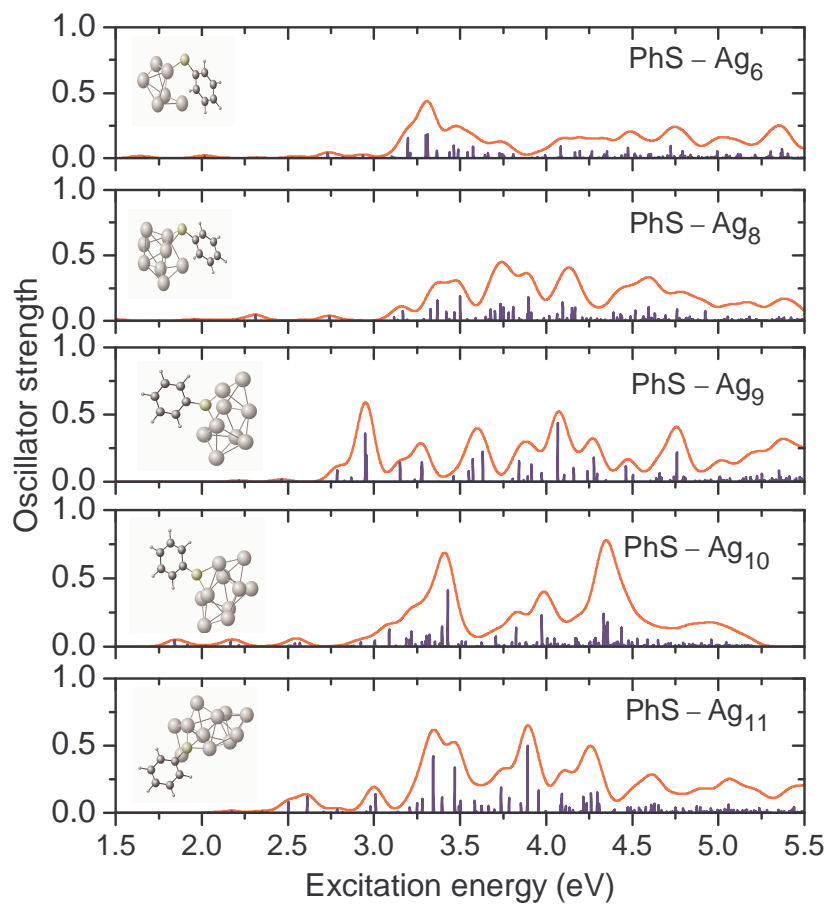 1.0
PhS – Ag6
0.5
0.0
1.0
PhS – Ag8
0.5
0.0
Oscillator strength
1.0
PhS – Ag9
0.5
0.0
1.0
PhS – Ag10
0.5
0.0
1.0
PhS – Ag11
0.5
0.0
1.5 2.0 2.5 3.0 3.5 4.0 4.5 5.0 5.5
Excitation energy (eV)